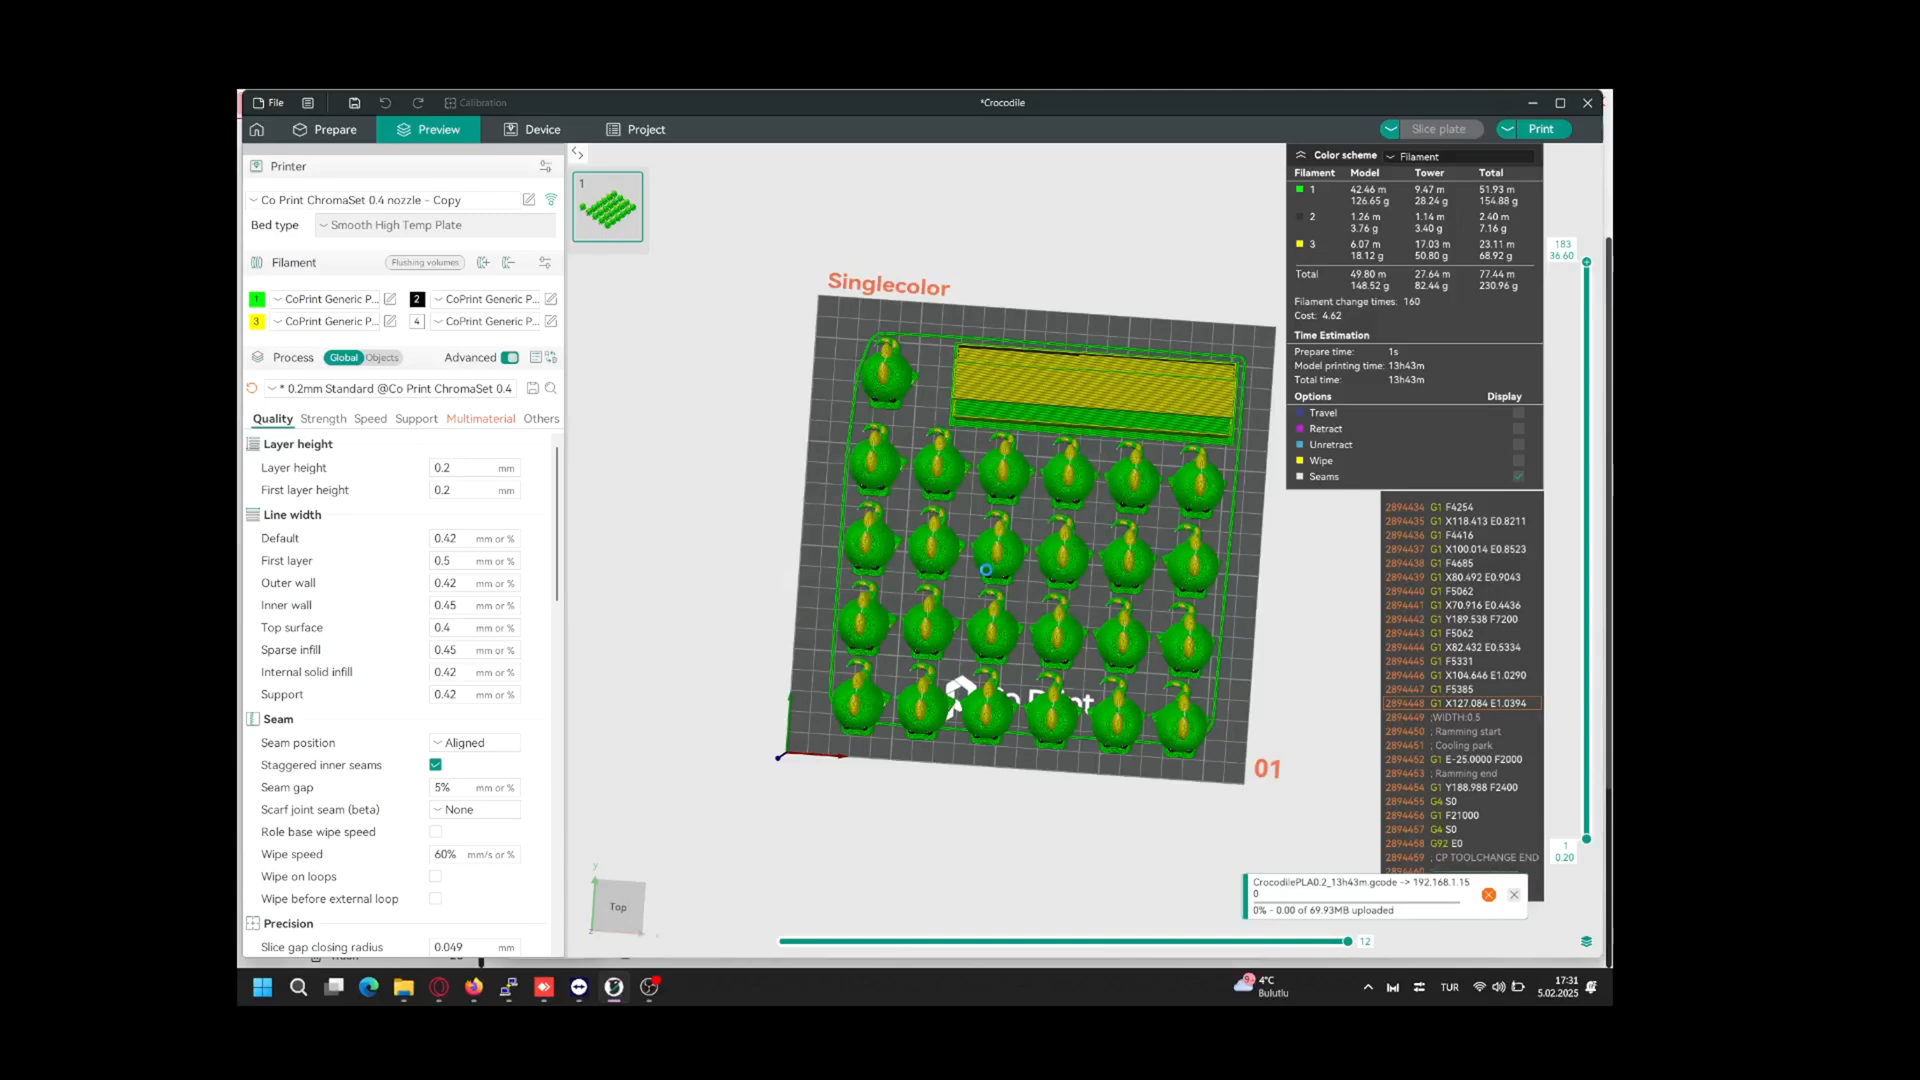 File
Calibration
*Crocodile
Prepare
Preview
Device
Project
Slice plate
Print
Printer
Co Print ChromaSet 0.4 nozzle - Copy
Bed type
Smooth High Temp Plate
Filament
Flushing volumes
1 CoPrint Generic P... 2 CoPrint Generic P...
3 CoPrint Generic P... 4 CoPrint Generic P...
Process Global Objects Advanced
* 0.2mm Standard @Co Print ChromaSet 0.4
Quality Strength Speed Support Multimaterial Others
Layer height
Layer height 0.2 mm
First layer height 0.2 mm
Line width
Default 0.42 mm or %
First layer 0.5 mm or %
Outer wall 0.42 mm or %
Inner wall 0.45 mm or %
Top surface 0.4 mm or %
Sparse infill 0.45 mm or %
Internal solid infill 0.42 mm or %
Support 0.42 mm or %
Seam
Seam position Aligned
Staggered inner seams
Seam gap 5% mm or %
Scarf joint seam (beta) None
Role base wipe speed
Wipe speed 60% mm/s or %
Wipe on loops
Wipe before external loop
Precision
Slice gap closing radius 0.049 mm
1
Singlecolor
01
y
Top
12
Color scheme Filament
Filament Model Tower Total
1 42.46 m 9.47 m 51.93 m
126.65 g 28.24 g 154.88 g
2 1.26 m 1.14 m 2.40 m
3.76 g 3.40 g 7.16 g
3 6.07 m 17.03 m 23.11 m
18.12 g 50.80 g 68.92 g
Total 49.80 m 27.64 m 77.44 m
148.52 g 82.44 g 230.96 g
Filament change times: 160
Cost: 4.62
Time Estimation
Prepare time: 1s
Model printing time: 13h43m
Total time: 13h43m
Options Display
Travel
Retract
Unretract
Wipe
Seams
183
36.60
1
0.20
2894434 G1 F4254
2894435 G1 X118.413 E0.8211
2894436 G1 F4416
2894437 G1 X100.014 E0.8523
2894438 G1 F4685
2894439 G1 X80.492 E0.9043
2894440 G1 F5062
2894441 G1 X70.916 E0.4436
2894442 G1 Y189.538 F7200
2894443 G1 F5062
2894444 G1 X82.432 E0.5334
2894445 G1 F5331
2894446 G1 X104.646 E1.0290
2894447 G1 F5385
2894448 G1 X127.084 E1.0394
2894449 ;WIDTH:0.5
2894450 ; Ramming start
2894451 ; Cooling park
2894452 G1 E-25.0000 F2000
2894453 ; Ramming end
2894454 G1 Y188.988 F2400
2894455 G4 S0
2894456 G1 F21000
2894457 G4 S0
2894458 G92 E0
2894459 ; CP TOOLCHANGE END
CrocodilePLA0.2_13h43m.gcode -> 192.168.1.15
0
0% - 0.00 of 69.93MB uploaded
4°C
Bulutlu
TUR
17:31
5.02.2025